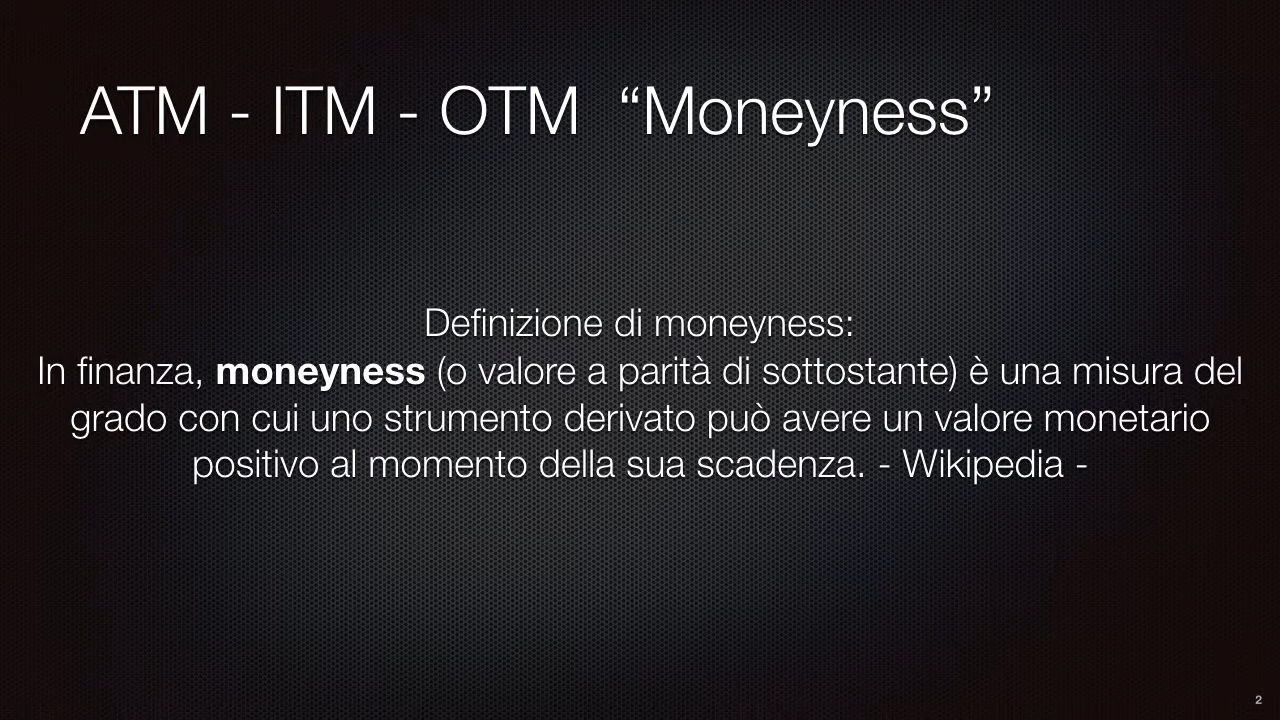 ATM - ITM - OTM “Moneyness”
Definizione di moneyness:
In finanza, moneyness (o valore a parità di sottostante) è una misura del
grado con cui uno strumento derivato può avere un valore monetario
positivo al momento della sua scadenza. - Wikipedia -
2